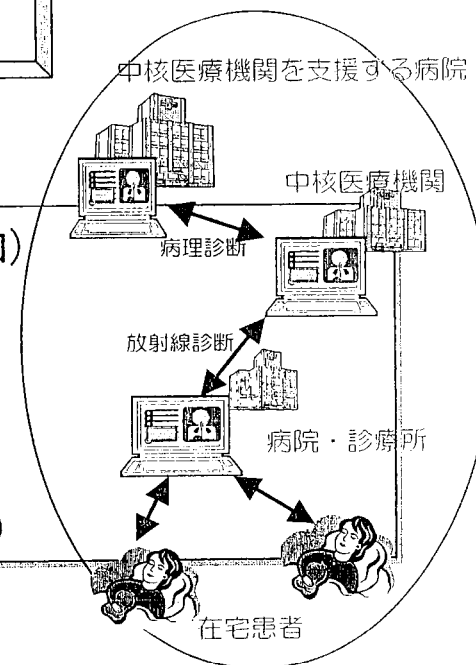 中核医療機関を支援する病院
中核医療機関
病理診断
放射線診断
病院・診療所
在宅患者